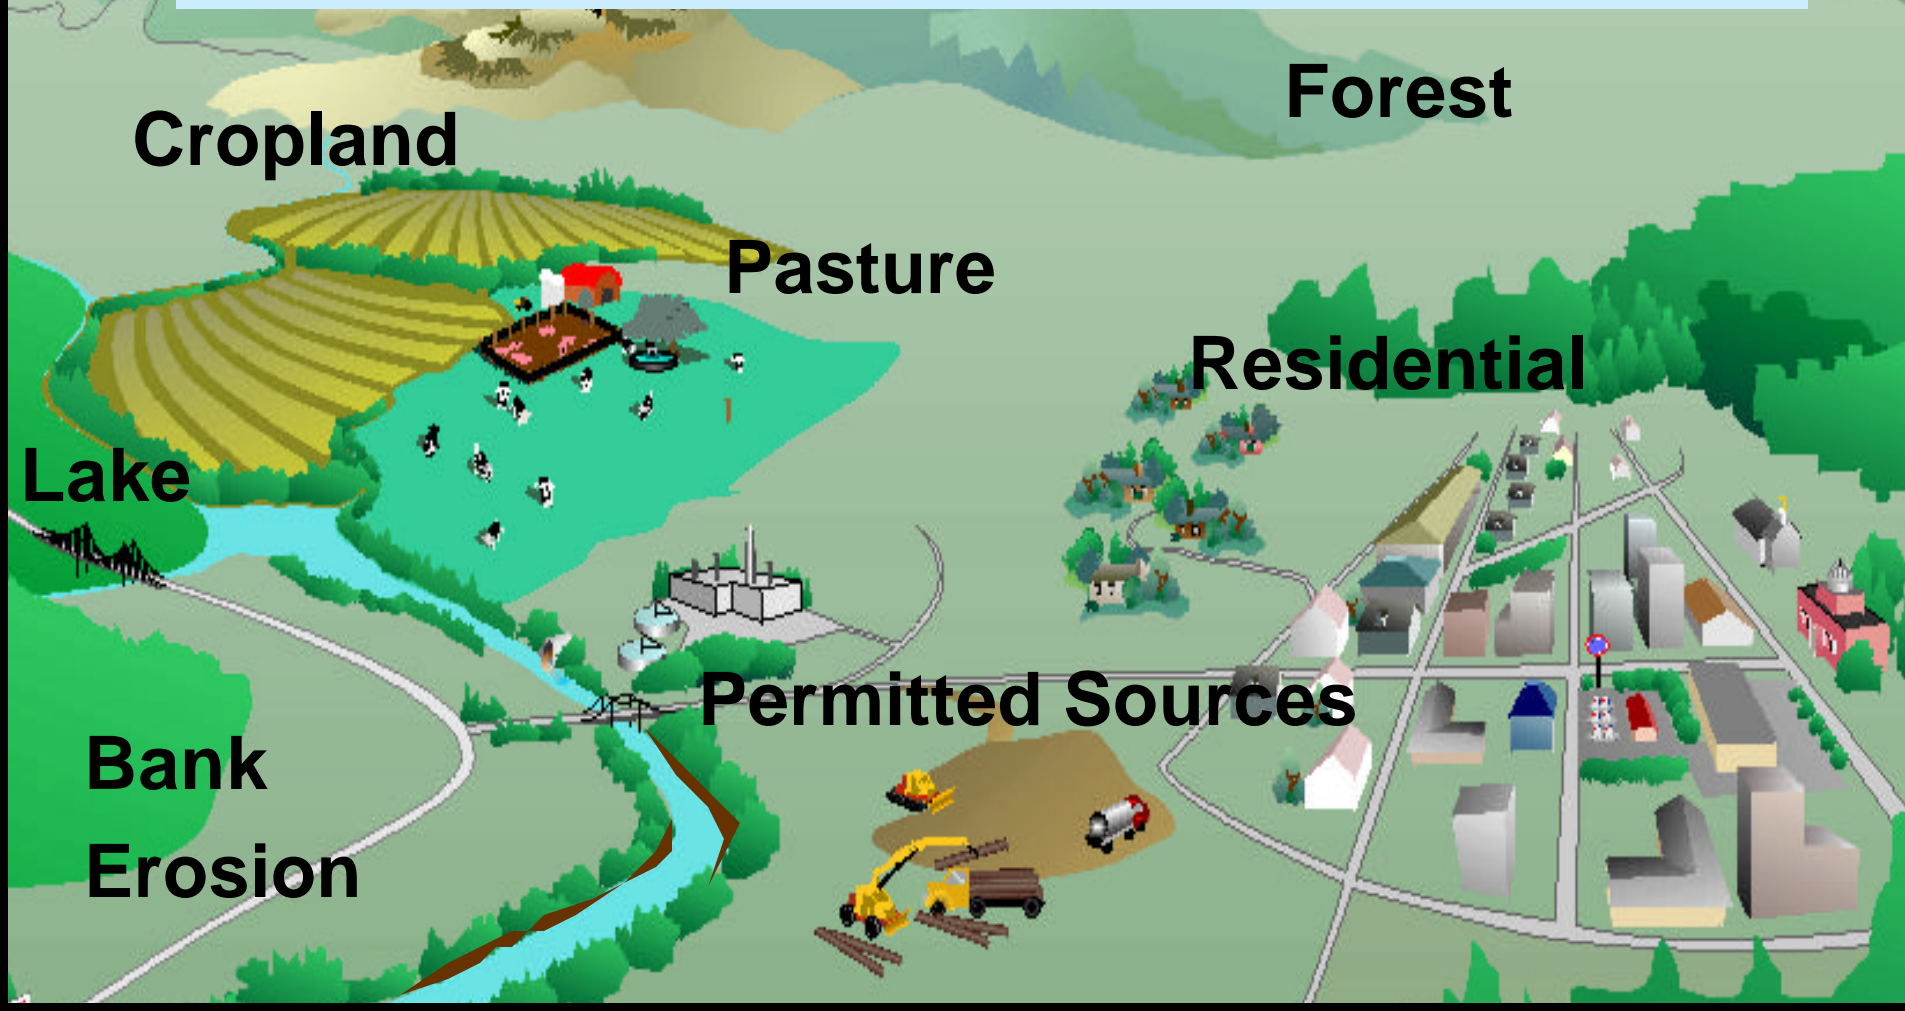 Forest
Cropland
Pasture
Residential
Lake
Permitted Sources
Bank
Erosion